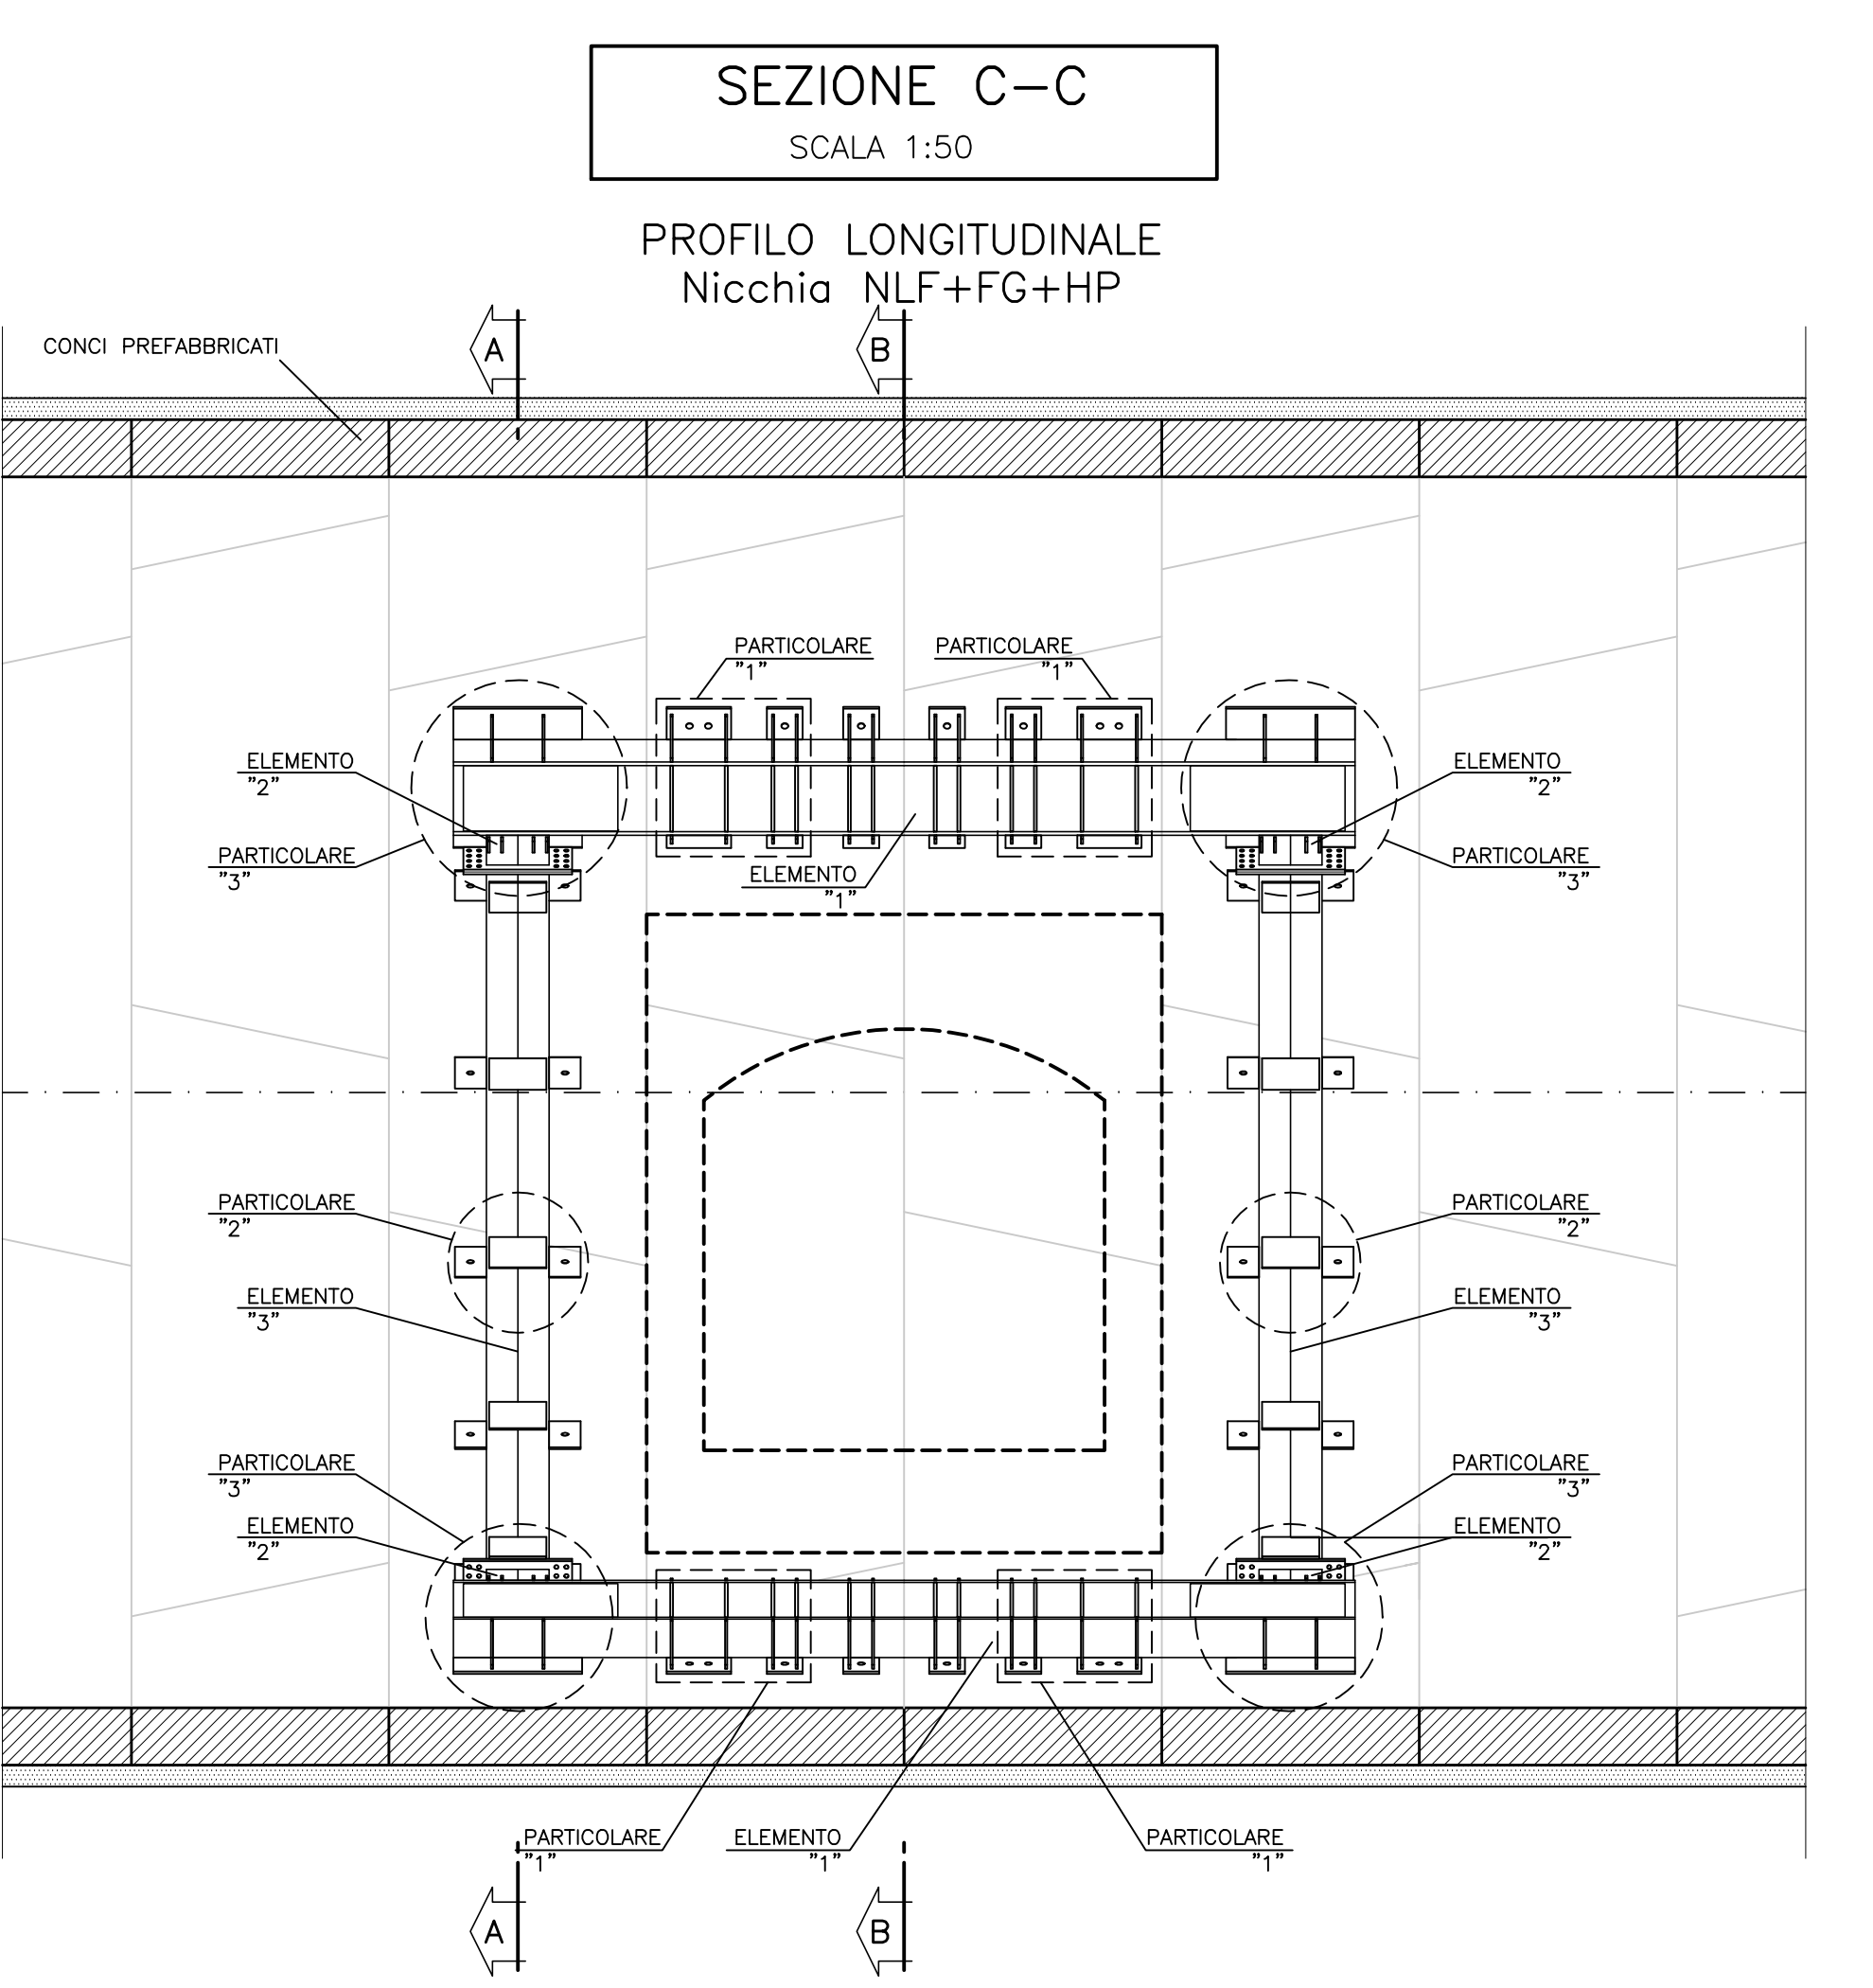 SEZIONE C-C
SCALA 1:50
PROFILO LONGITUDINALE
Nicchia NLF+FG+HP
CONCI PREFABBRICATI
A
B
PARTICOLARE
"1"
PARTICOLARE
"1"
ELEMENTO
"2"
ELEMENTO
"2"
PARTICOLARE
"3"
PARTICOLARE
"3"
ELEMENTO
"1"
PARTICOLARE
"2"
PARTICOLARE
"2"
ELEMENTO
"3"
ELEMENTO
"3"
PARTICOLARE
"3"
PARTICOLARE
"3"
ELEMENTO
"2"
ELEMENTO
"2"
PARTICOLARE
"1"
ELEMENTO
"1"
PARTICOLARE
"1"
A
B